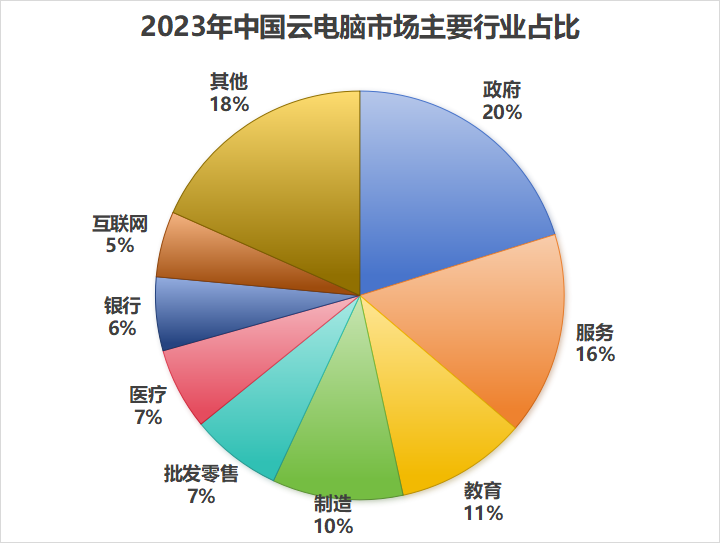 2023年中国云电脑市场主要行业占比
政府
20%
服务
16%
教育
11%
制造
10%
批发零售
7%
医疗
7%
银行
6%
互联网
5%
其他
18%